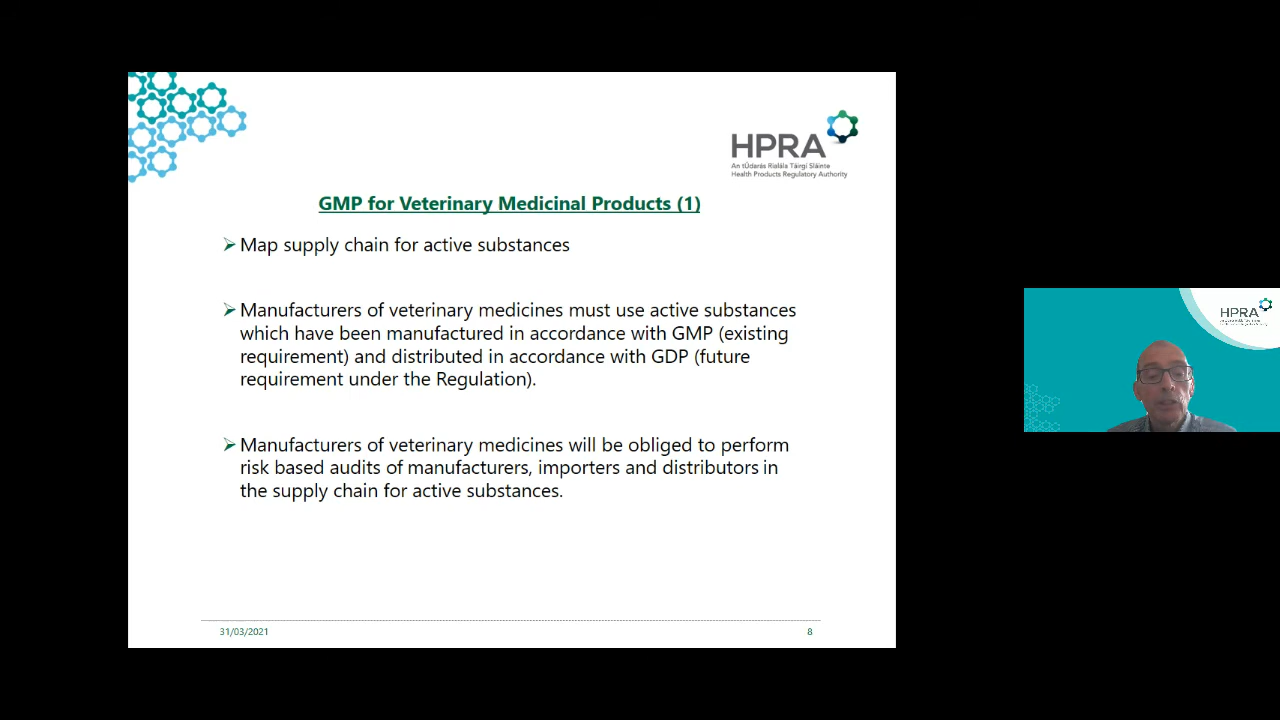 HPRA
An tÚdarás Rialála Táirgí Sláinte
Health Products Regulatory Authority
GMP for Veterinary Medicinal Products (1)
Map supply chain for active substances
Manufacturers of veterinary medicines must use active substances
which have been manufactured in accordance with GMP (existing
requirement) and distributed in accordance with GDP (future
requirement under the Regulation).
Manufacturers of veterinary medicines will be obliged to perform
risk based audits of manufacturers, importers and distributors in
the supply chain for active substances.
31/03/2021
8
HPRA